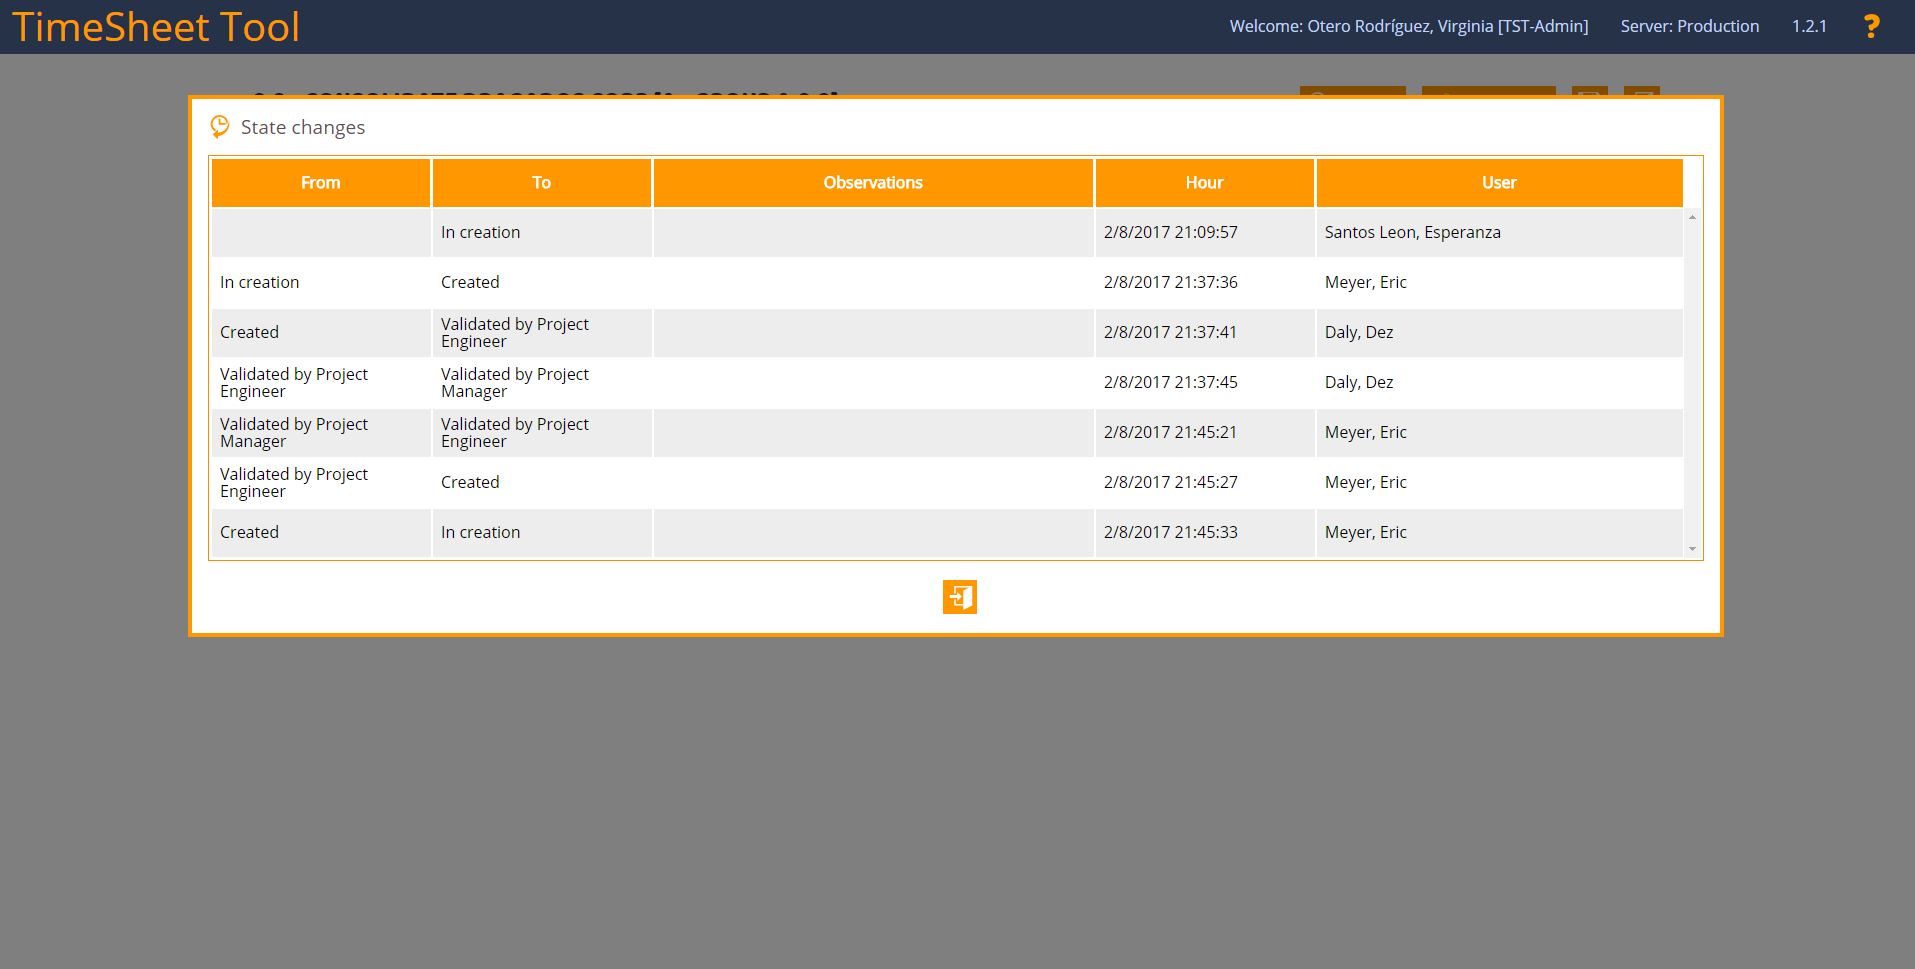 TimeSheet Tool
Welcome: Otero Rodríguez, Virginia [TST-Admin] Server: Production 1.2.1 ?
State changes
From To Observations Hour User
In creation 2/8/2017 21:09:57 Santos Leon, Esperanza
In creation Created 2/8/2017 21:37:36 Meyer, Eric
Created Validated by Project Engineer 2/8/2017 21:37:41 Daly, Dez
Validated by Project Engineer Validated by Project Manager 2/8/2017 21:37:45 Daly, Dez
Validated by Project Manager Validated by Project Engineer 2/8/2017 21:45:21 Meyer, Eric
Validated by Project Engineer Created 2/8/2017 21:45:27 Meyer, Eric
Created In creation 2/8/2017 21:45:33 Meyer, Eric